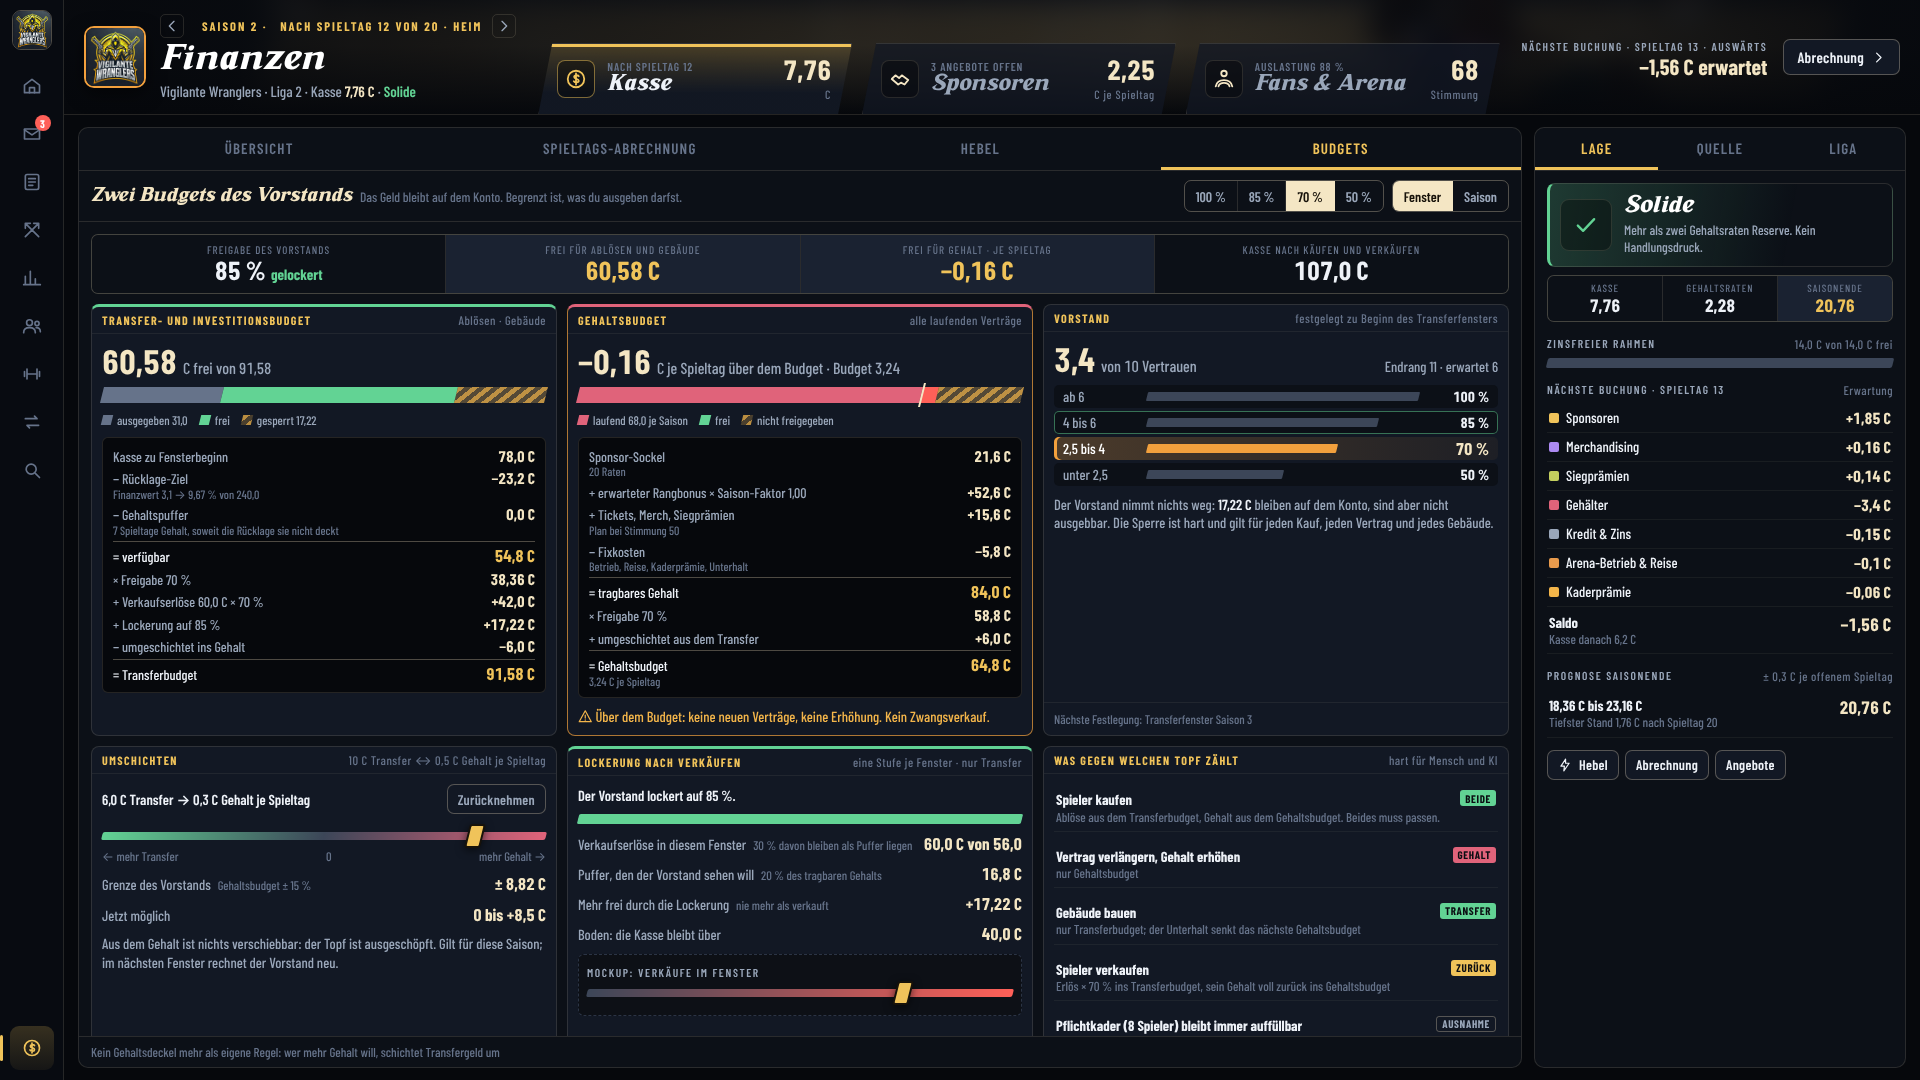 VIGILANTE WRANGLERS
3
VIGILANTE WRANGLERS
SAISON 2 · NACH SPIELTAG 12 VON 20 · HEIM
Finanzen
Vigilante Wranglers · Liga 2 · Kasse 7,76 C · Solide
NACH SPIELTAG 12
Kasse
7,76
C
3 ANGEBOTE OFFEN
Sponsoren
2,25
C je Spieltag
AUSLASTUNG 88 %
Fans & Arena
68
Stimmung
NÄCHSTE BUCHUNG · SPIELTAG 13 · AUSWÄRTS
−1,56 C erwartet
Abrechnung
ÜBERSICHT
SPIELTAGS-ABRECHNUNG
HEBEL
BUDGETS
Zwei Budgets des Vorstands Das Geld bleibt auf dem Konto. Begrenzt ist, was du ausgeben darfst.
100 % 85 % 70 % 50 %
Fenster Saison
FREIGABE DES VORSTANDS
85 % gelockert
FREI FÜR ABLÖSEN UND GEBÄUDE
60,58 C
FREI FÜR GEHALT · JE SPIELTAG
−0,16 C
KASSE NACH KÄUFEN UND VERKÄUFEN
107,0 C
TRANSFER- UND INVESTITIONSBUDGET Ablösen · Gebäude
60,58 C frei von 91,58
ausgegeben 31,0 frei gesperrt 17,22
Kasse zu Fensterbeginn 78,0 C
− Rücklage-Ziel −23,2 C
Finanzwert 3,1 → 9,67 % von 240,0
− Gehaltspuffer 0,0 C
7 Spieltage Gehalt, soweit die Rücklage sie nicht deckt
= verfügbar 54,8 C
× Freigabe 70 % 38,36 C
+ Verkaufserlöse 60,0 C × 70 % +42,0 C
+ Lockerung auf 85 % +17,22 C
− umgeschichtet ins Gehalt −6,0 C
= Transferbudget 91,58 C
GEHALTSBUDGET alle laufenden Verträge
−0,16 C je Spieltag über dem Budget · Budget 3,24
laufend 68,0 je Saison frei nicht freigegeben
Sponsor-Sockel 21,6 C
20 Raten
+ erwarteter Rangbonus × Saison-Faktor 1,00 +52,6 C
+ Tickets, Merch, Siegprämien +15,6 C
Plan bei Stimmung 50
− Fixkosten −5,8 C
Betrieb, Reise, Kaderprämie, Unterhalt
= tragbares Gehalt 84,0 C
× Freigabe 70 % 58,8 C
+ umgeschichtet aus dem Transfer +6,0 C
= Gehaltsbudget 64,8 C
3,24 C je Spieltag
Über dem Budget: keine neuen Verträge, keine Erhöhung. Kein Zwangsverkauf.
VORSTAND festgelegt zu Beginn des Transferfensters
3,4 von 10 Vertrauen Endrang 11 · erwartet 6
ab 6 100 %
4 bis 6 85 %
2,5 bis 4 70 %
unter 2,5 50 %
Der Vorstand nimmt nichts weg: 17,22 C bleiben auf dem Konto, sind aber nicht
ausgebbar. Die Sperre ist hart und gilt für jeden Kauf, jeden Vertrag und jedes Gebäude.
Nächste Festlegung: Transferfenster Saison 3
UMSCHICHTEN 10 C Transfer ↔ 0,5 C Gehalt je Spieltag
6,0 C Transfer → 0,3 C Gehalt je Spieltag Zurücknehmen
← mehr Transfer 0 mehr Gehalt →
Grenze des Vorstands Gehaltsbudget ± 15 % ± 8,82 C
Jetzt möglich 0 bis +8,5 C
Aus dem Gehalt ist nichts verschiebbar: der Topf ist ausgeschöpft. Gilt für diese Saison;
im nächsten Fenster rechnet der Vorstand neu.
LOCKERUNG NACH VERKÄUFEN eine Stufe je Fenster · nur Transfer
Der Vorstand lockert auf 85 %.
Verkaufserlöse in diesem Fenster 30 % davon bleiben als Puffer liegen 60,0 C von 56,0
Puffer, den der Vorstand sehen will 20 % des tragbaren Gehalts 16,8 C
Mehr frei durch die Lockerung nie mehr als verkauft +17,22 C
Boden: die Kasse bleibt über 40,0 C
MOCKUP: VERKÄUFE IM FENSTER
WAS GEGEN WELCHEN TOPF ZÄHLT hart für Mensch und KI
Spieler kaufen BEIDE
Ablöse aus dem Transferbudget, Gehalt aus dem Gehaltsbudget. Beides muss passen.
Vertrag verlängern, Gehalt erhöhen GEHALT
nur Gehaltsbudget
Gebäude bauen TRANSFER
nur Transferbudget; der Unterhalt senkt das nächste Gehaltsbudget
Spieler verkaufen ZURÜCK
Erlös × 70 % ins Transferbudget, sein Gehalt voll zurück ins Gehaltsbudget
Pflichtkader (8 Spieler) bleibt immer auffüllbar AUSNAHME
Kein Gehaltsdeckel mehr als eigene Regel: wer mehr Gehalt will, schichtet Transfergeld um
LAGE QUELLE LIGA
Solide
Mehr als zwei Gehaltsraten Reserve. Kein
Handlungsdruck.
KASSE
7,76
GEHALTSRATEN
2,28
SAISONENDE
20,76
ZINSFREIER RAHMEN 14,0 C von 14,0 C frei
NÄCHSTE BUCHUNG · SPIELTAG 13 Erwartung
Sponsoren +1,85 C
Merchandising +0,16 C
Siegprämien +0,14 C
Gehälter −3,4 C
Kredit & Zins −0,15 C
Arena-Betrieb & Reise −0,1 C
Kaderprämie −0,06 C
Saldo −1,56 C
Kasse danach 6,2 C
PROGNOSE SAISONENDE ± 0,3 C je offenem Spieltag
18,36 C bis 23,16 C 20,76 C
Tiefster Stand 1,76 C nach Spieltag 20
Hebel Abrechnung Angebote